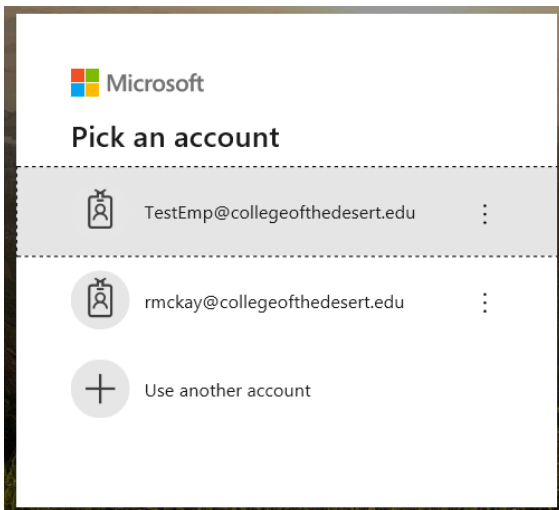 Microsoft
Pick an account
TestEmp@collegeofthedesert.edu
rmckay@collegeofthedesert.edu
Use another account